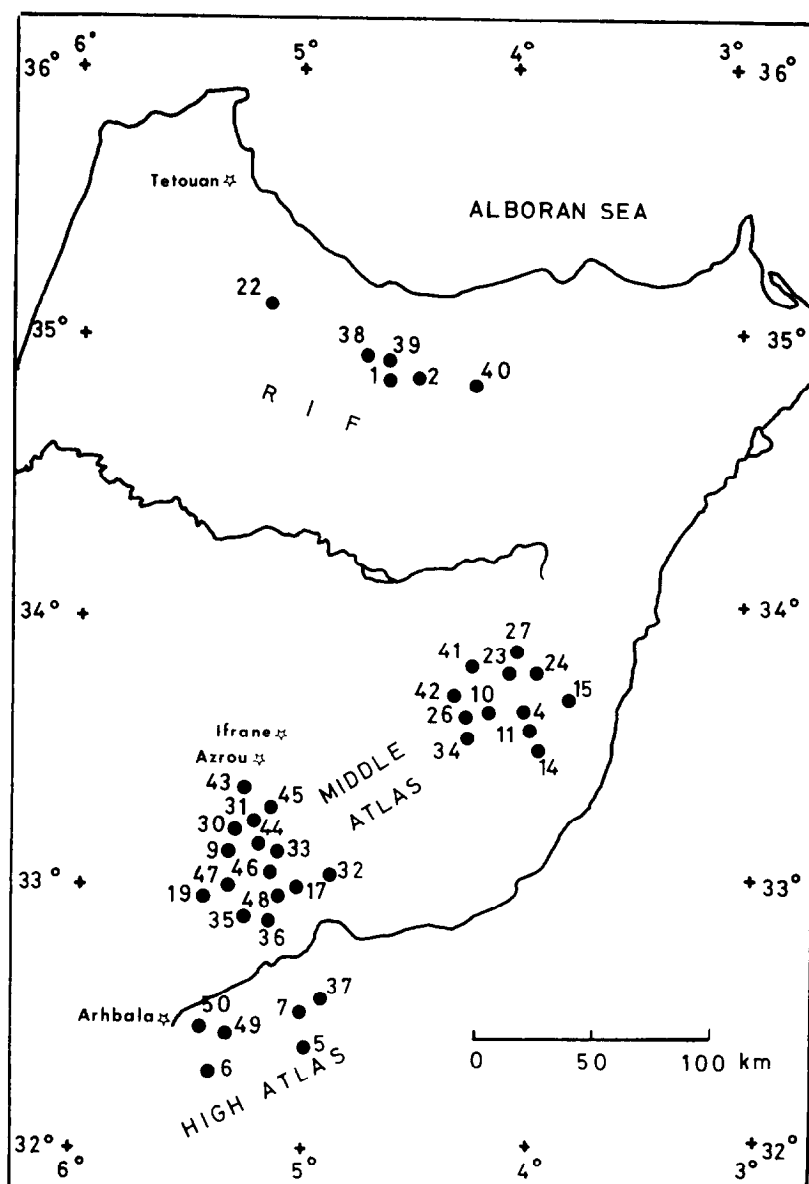 6° 5° 4° 3°
36° 36°
Tetouan
ALBORAN SEA
22
35° 38 39 35°
1 2 40
RIF
34° 34°
27
41 23 24
42 10 15
26 4
11
34 14
Ifrane
Azrou
MIDDLE
ATLAS
43
45
31
30 44
9 33
46 32
33° 47 33°
19 48 17
35
36
Arhbala
50 37
49 7
5
6
HIGH ATLAS
0 50 100 km
32° 32°
6° 5° 4° 3°